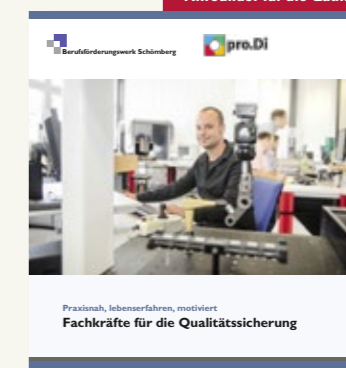 Berufsförderungswerk Schömberg
pro.Di
Praxisnah, lebenserfahren, motiviert
Fachkräfte für die Qualitätssicherung